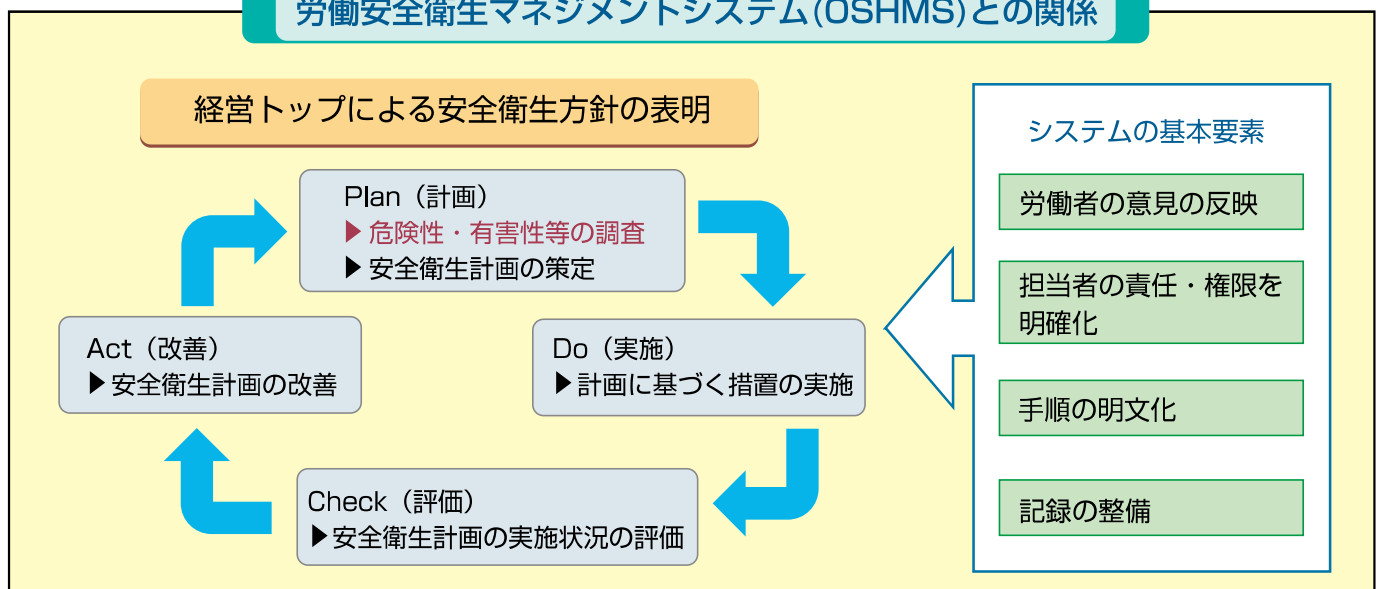 労働安全衛生マネジメントシステム(OSHMS)との関係
経営トップによる安全衛生方針の表明
Plan（計画）
▶危険性・有害性等の調査
▶安全衛生計画の策定
Do（実施）
▶計画に基づく措置の実施
Check（評価）
▶安全衛生計画の実施状況の評価
Act（改善）
▶安全衛生計画の改善
システムの基本要素
労働者の意見の反映
担当者の責任・権限を
明確化
手順の明文化
記録の整備